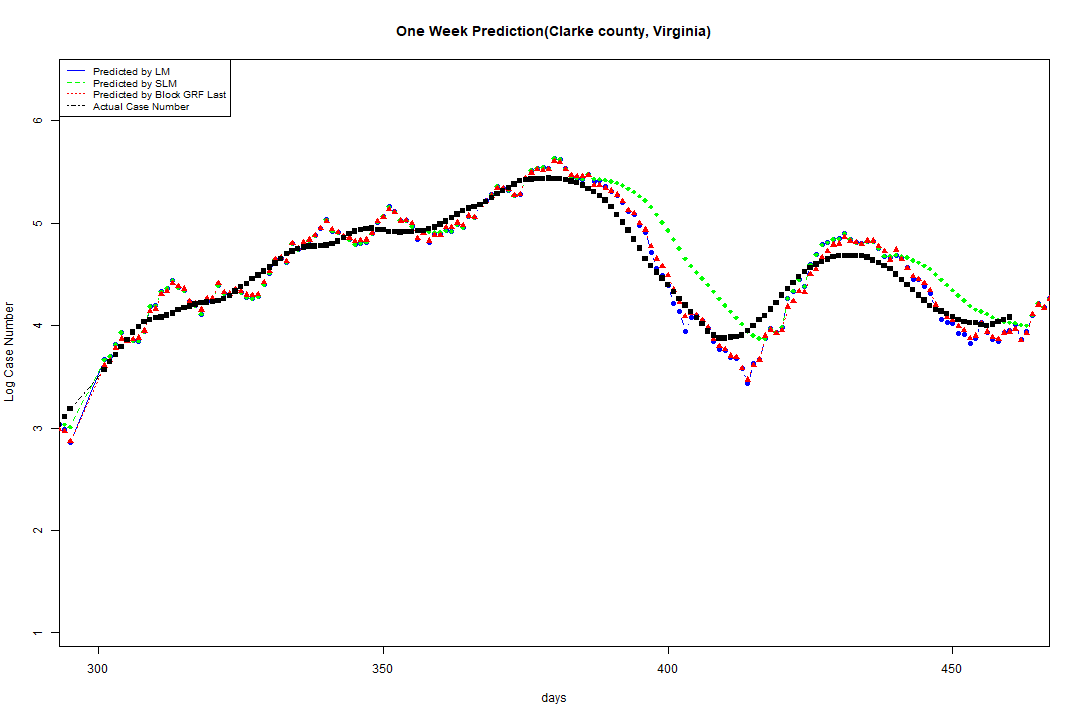 One Week Prediction(Clarke county, Virginia)
Predicted by LM
Predicted by SLM
Predicted by Block GRF Last
Actual Case Number
Log Case Number
6
5
4
3
2
1
300
350
400
450
days